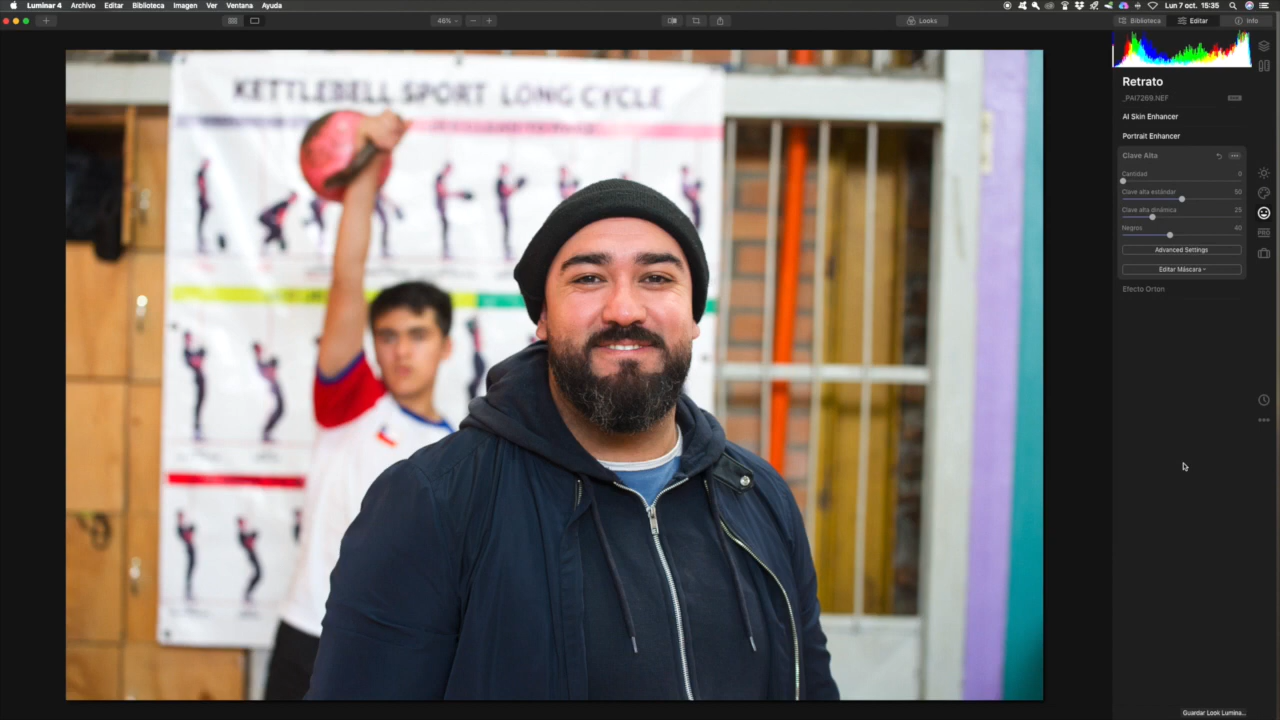 Luminar 4 Archivo Editar Biblioteca Imagen Ver Ventana Ayuda
Lun 7 oct. 15:35
46%
Looks
Biblioteca Editar Info
Retrato
_PAI7269.NEF
AI Skin Enhancer
Portrait Enhancer
Clave Alta
Cantidad 0
Clave alta estándar 50
Clave alta dinámica 25
Negros 40
Advanced Settings
Editar Máscara
Efecto Orton
PRO
Guardar Look Lumina...
KETTLEBELL SPORT LONG CYCLE